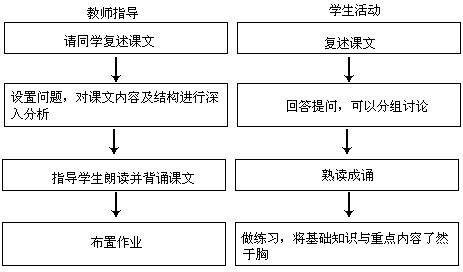 教师指导
学生活动
请同学复述课文
复述课文
设置问题，对课文内容及结构进行深
入分析
回答提问，可以分组讨论
指导学生朗读并背诵课文
熟读成诵
布置作业
做练习，将基础知识与重点内容了然
于胸